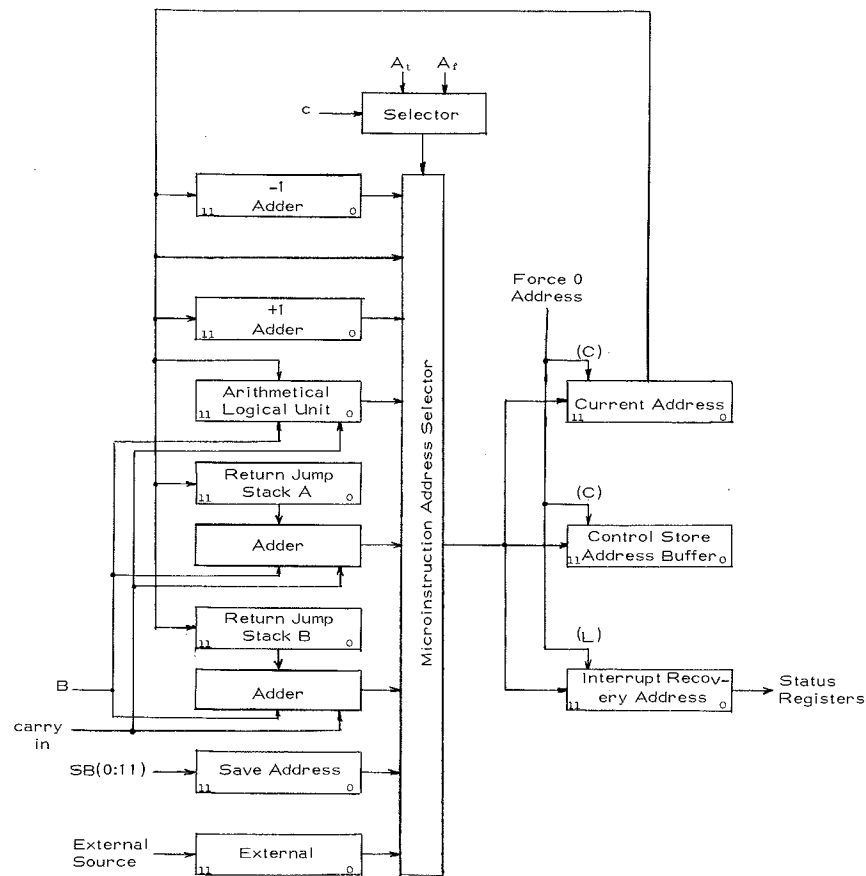 A_t A_f
c
Selector
-1
Adder
11 0
+1
Adder
11 0
Arithmetical
Logical Unit
11 0
Return Jump
Stack A
11 0
Adder
Return Jump
Stack B
11 0
B
Adder
carry
in
SB(0:11)
Save Address
11 0
External
Source
External
11 0
Microinstruction Address Selector
Force 0
Address
(C)
Current Address
11 0
(C)
Control Store
Address Buffer
11 0
(L)
Interrupt Recov-
ery Address
11 0
Status
Registers